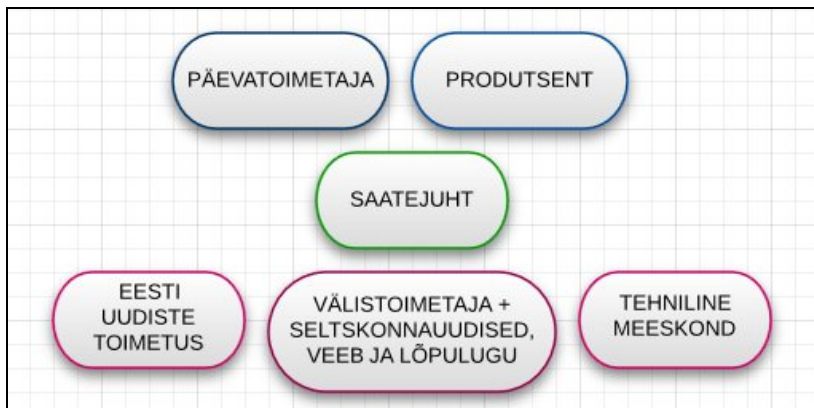 PÄEVATOIMETAJA
PRODUTSENT
SAATEJUHT
EESTI
UUDISTE
TOIMETUS
VÄLISTOIMETAJA +
SELTSKONNAUUDISED,
VEEB JA LÕPULUGU
TEHNILINE
MEESKOND